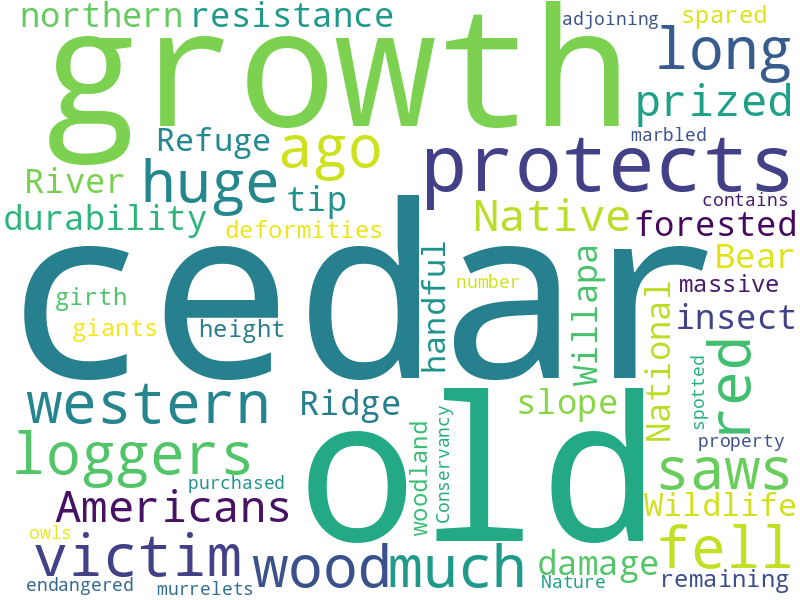 northern resistance adjoining spared
growth long
prized
Refuge ago marbled
protects
River huge tip contains
durability Native forested
deformities Bear
cedar
handful Willapa number massive
girth National insect
giants height
spotted red
western Ridge slope
old
woodland Conservancy property
loggers saws
purchased
Americans Wildlife
owls
victim wood much damage fell
endangered murrelets Nature remaining